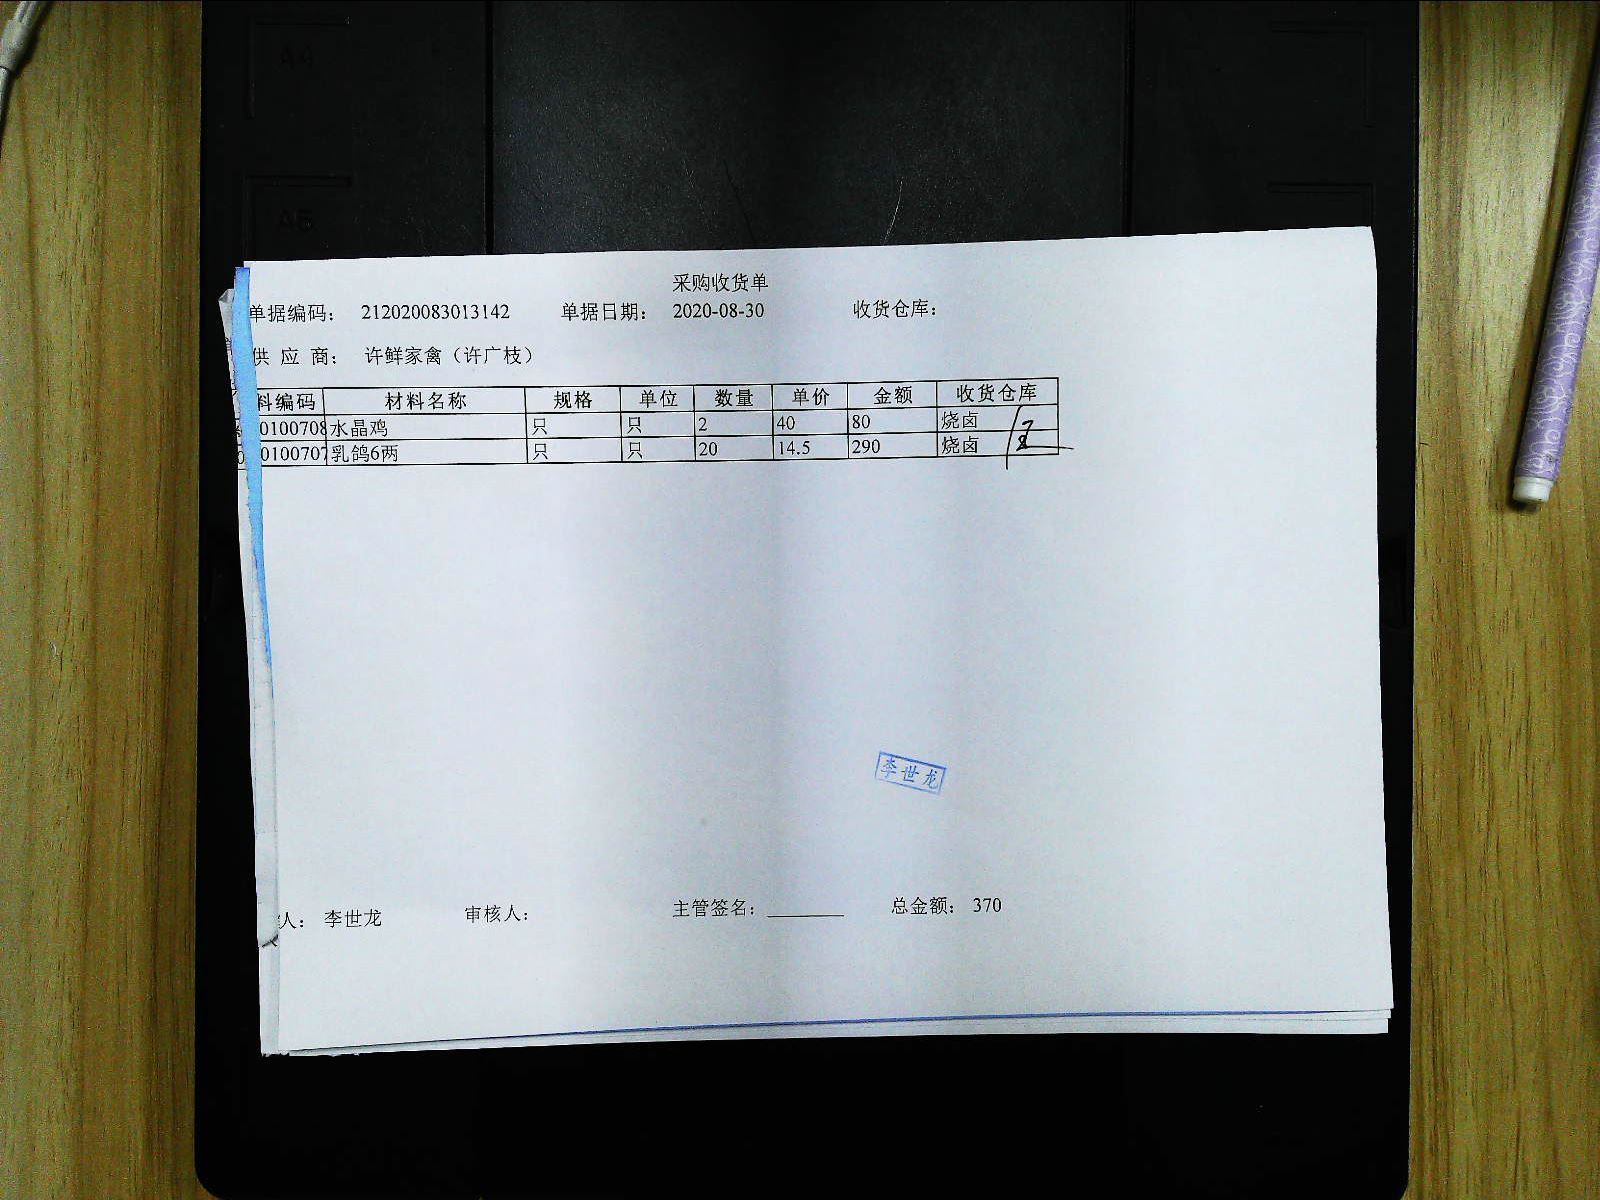 A4
A5
采购收货单
单据编码: 212020083013142 单据日期: 2020-08-30 收货仓库:
供 应 商: 许鲜家禽（许广枝）
料编码 材料名称 规格 单位 数量 单价 金额 收货仓库
0100708 水晶鸡 只 只 2 40 80 烧卤
0100707 乳鸽6两 只 只 20 14.5 290 烧卤
李世龙
人: 李世龙 审核人: 主管签名: ________ 总金额: 370